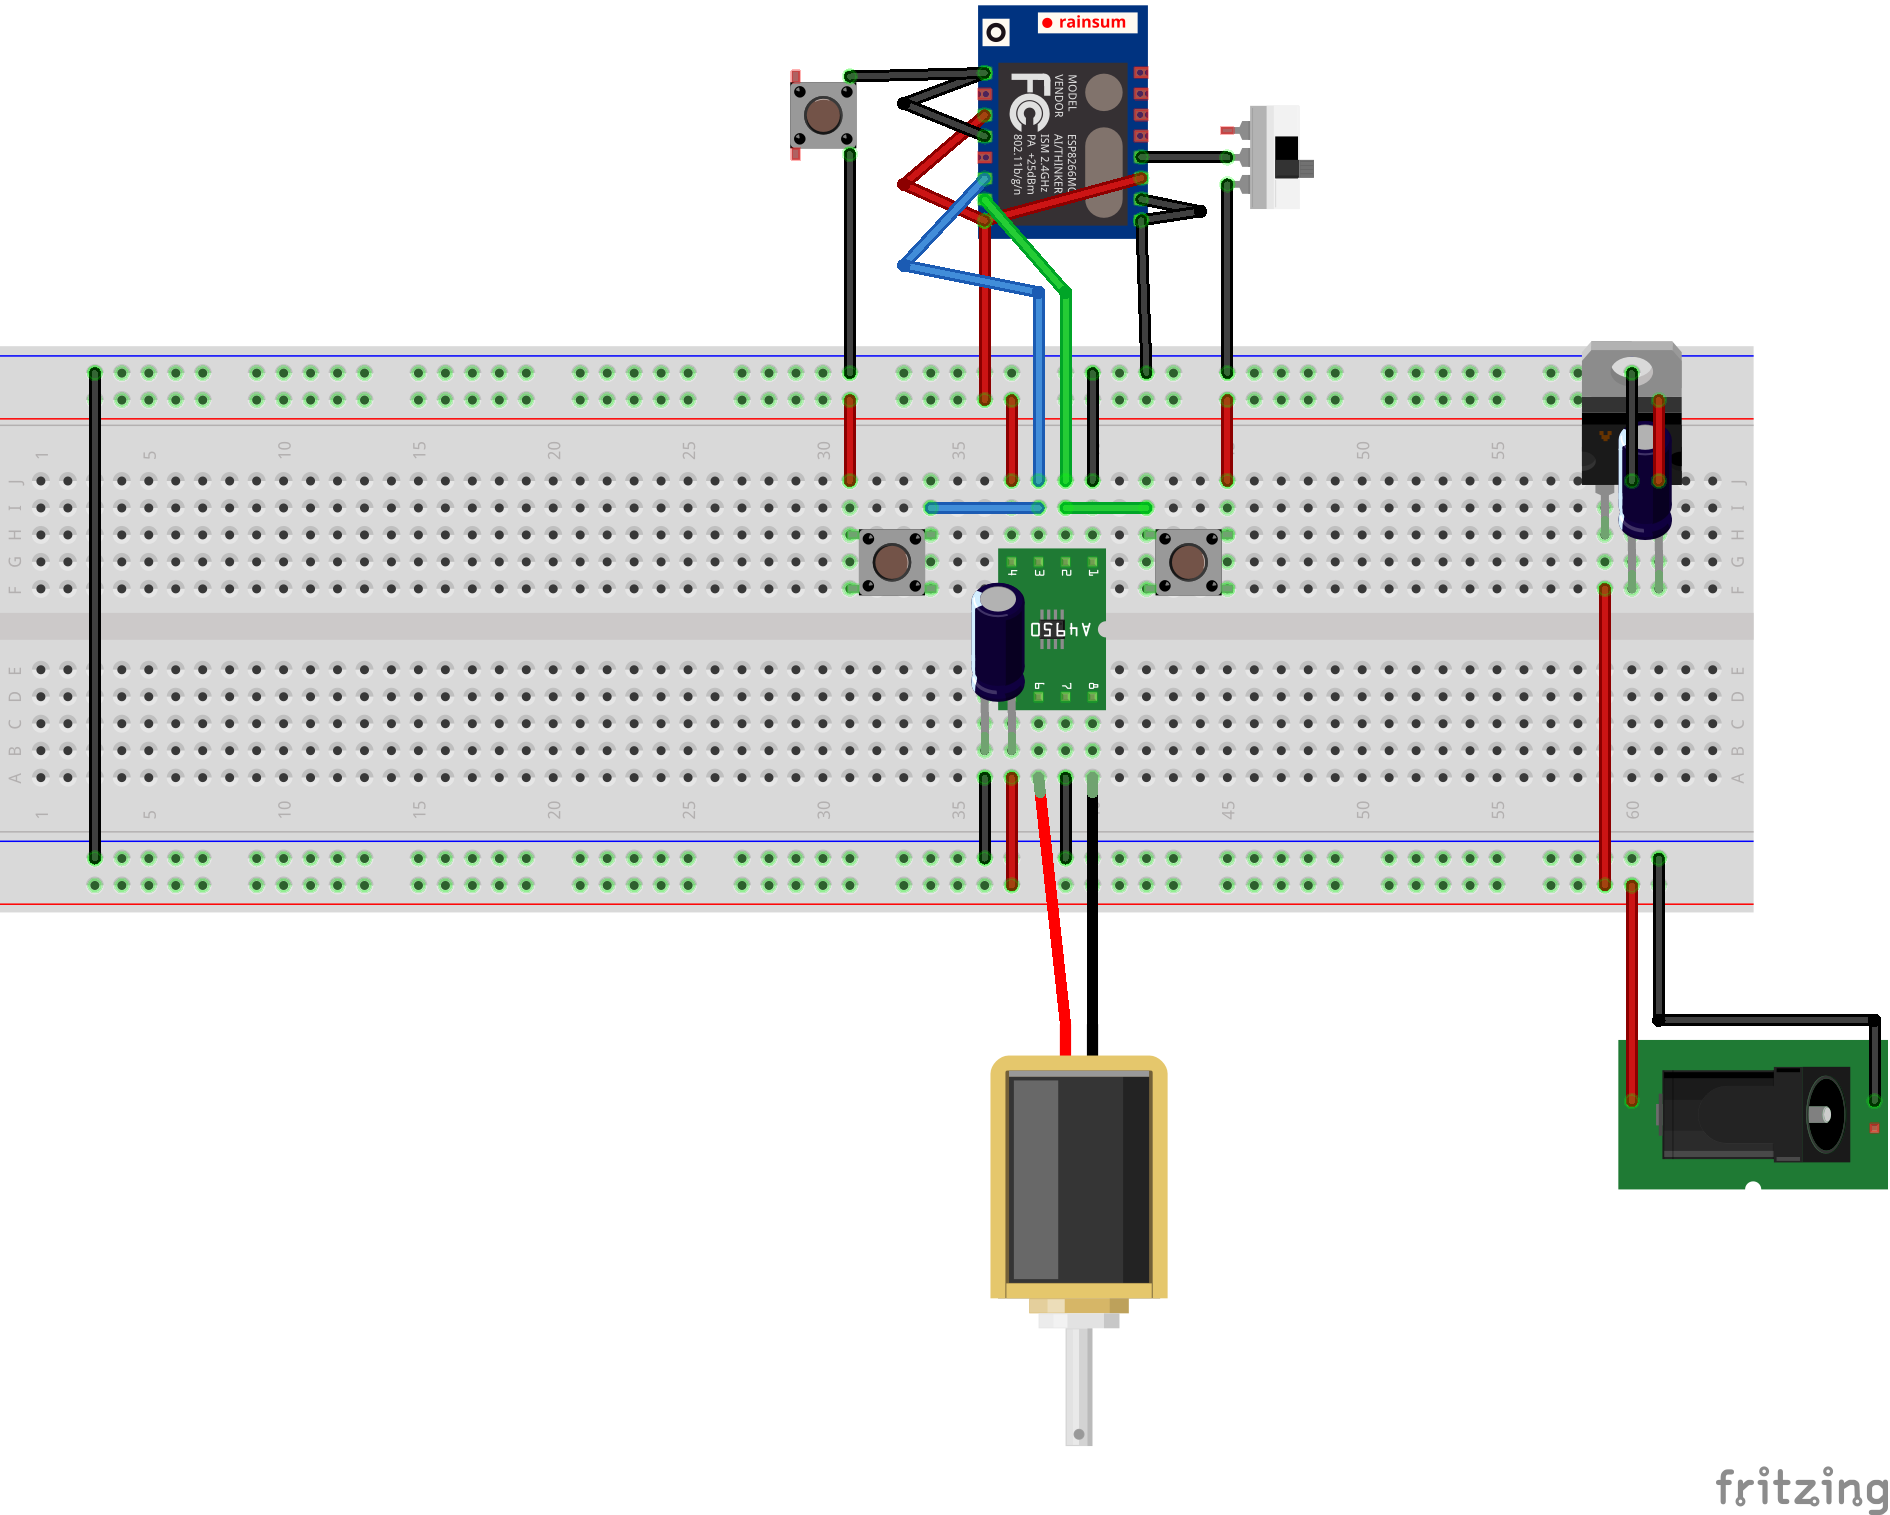 rainsum
FC
MODEL
VENDOR
ESP8266MO
AI/THINKER
ISM 2.4GHz
PA +25dBm
802.11b/g/n
1
5
10
15
20
25
30
35
50
55
J
I
H
G
F
J
I
H
G
F
4
3
2
1
A4950
6
7
8
E
D
C
B
A
E
D
C
B
A
1
5
10
15
20
25
30
35
45
50
55
60
fritzing